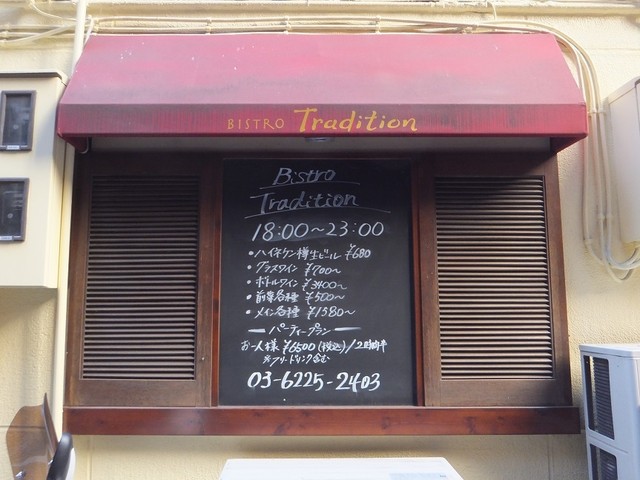 BISTRO Tradition
Bistro
Tradition
18:00～23:00
・ハイネケン樽生ビール ¥680
・グラスワイン ¥700～
・ボトルワイン ¥3400～
・前菜各種 ¥500～
・メイン各種 ¥1580～
― パーティープラン ―
お一人様 ¥6500(税込)/2時間半
※フリードリンク含む
03-6225-2403